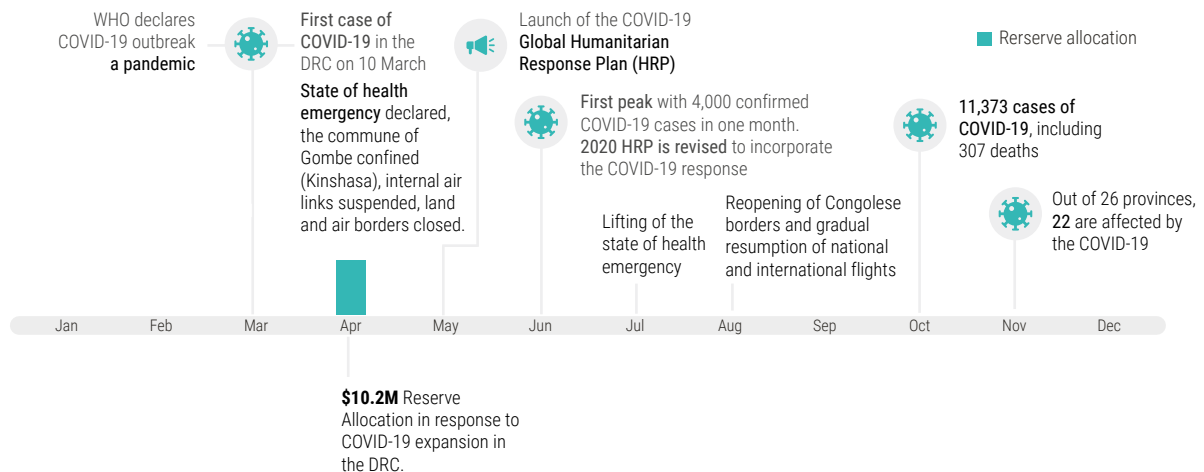 WHO declares
COVID-19 outbreak
a pandemic
First case of
COVID-19 in the
DRC on 10 March
State of health
emergency declared,
the commune of
Gombe confined
(Kinshasa), internal air
links suspended, land
and air borders closed.
Launch of the COVID-19
Global Humanitarian
Response Plan (HRP)
First peak with 4,000 confirmed
COVID-19 cases in one month.
2020 HRP is revised to incorporate
the COVID-19 response
Lifting of the
state of health
emergency
Reopening of Congolese
borders and gradual
resumption of national
and international flights
Rerserve allocation
11,373 cases of
COVID-19, including
307 deaths
Out of 26 provinces,
22 are affected by
the COVID-19
Jan
Feb
Mar
Apr
May
Jun
Jul
Aug
Sep
Oct
Nov
Dec
$10.2M Reserve
Allocation in response to
COVID-19 expansion in
the DRC.